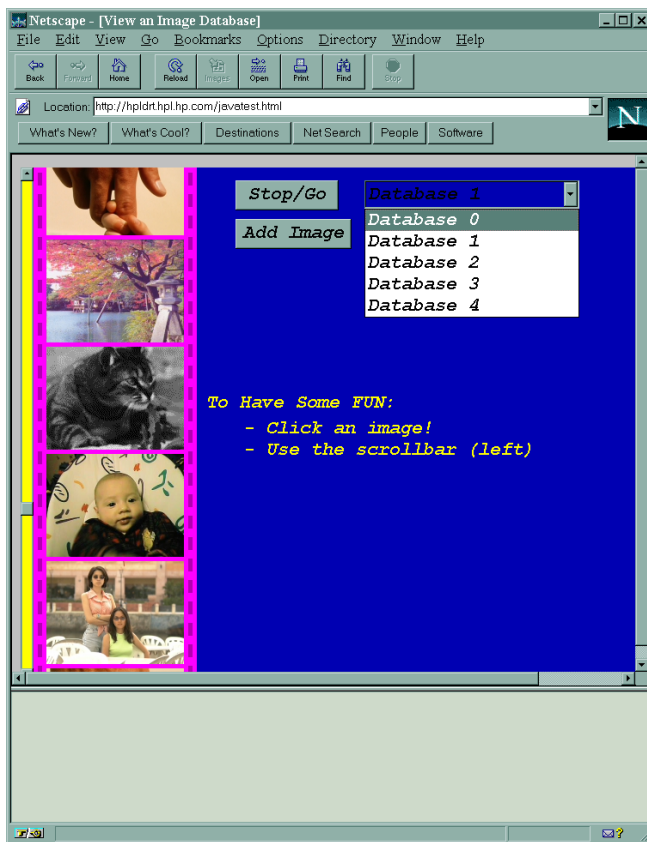 Netscape - [View an Image Database]
File Edit View Go Bookmarks Options Directory Window Help
Back Forward Home Reload Images Open Print Find Stop
Location: http://hpldrt.hpl.hp.com/javatest.html
N
What's New? What's Cool? Destinations Net Search People Software
Stop/Go Database 1
Add Image
Database 0
Database 1
Database 2
Database 3
Database 4
To Have Some FUN:
- Click an image!
- Use the scrollbar (left)